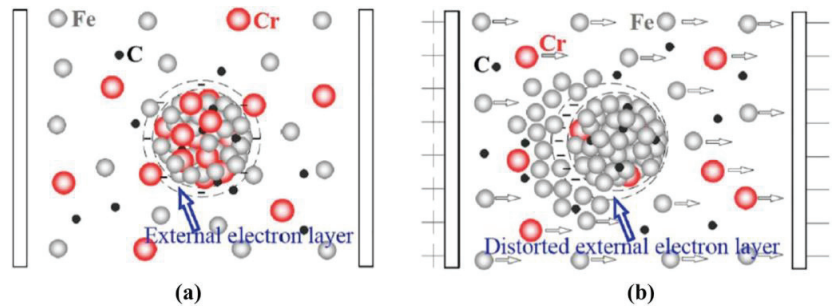 (a)
Fe
Cr
C
External electron layer
(a)
(b)
Fe
Cr
C
Distorted external electron layer
(b)